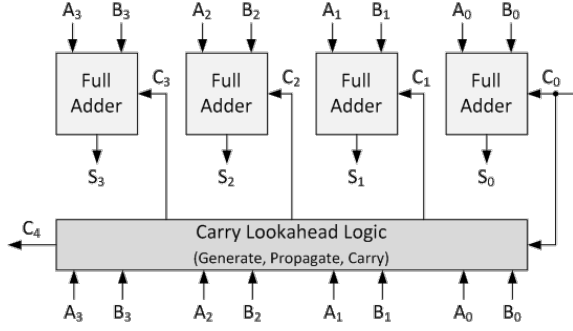 A3 B3 A2 B2 A1 B1 A0 B0
Full Adder C3 Full Adder C2 Full Adder C1 Full Adder C0
S3 S2 S1 S0
C4
Carry Lookahead Logic
(Generate, Propagate, Carry)
A3 B3 A2 B2 A1 B1 A0 B0